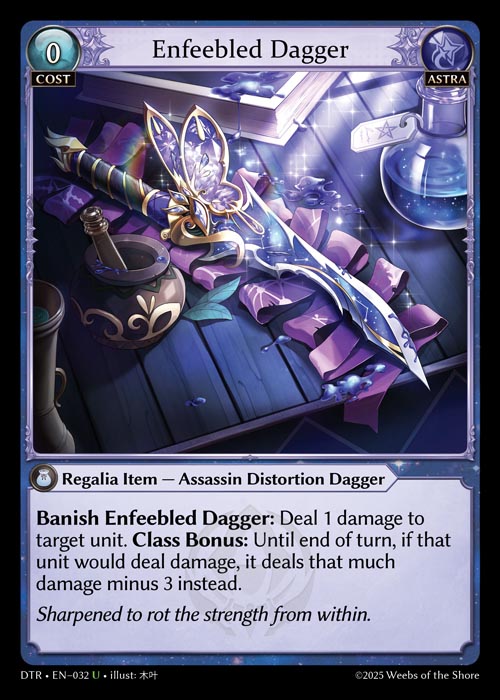 0
Enfeebled Dagger
COST
ASTRA
Regalia Item — Assassin Distortion Dagger
Banish Enfeebled Dagger: Deal 1 damage to
target unit. Class Bonus: Until end of turn, if that
unit would deal damage, it deals that much
damage minus 3 instead.
Sharpened to rot the strength from within.
DTR • EN-032 U • illust: 木叶
©2025 Weebs of the Shore